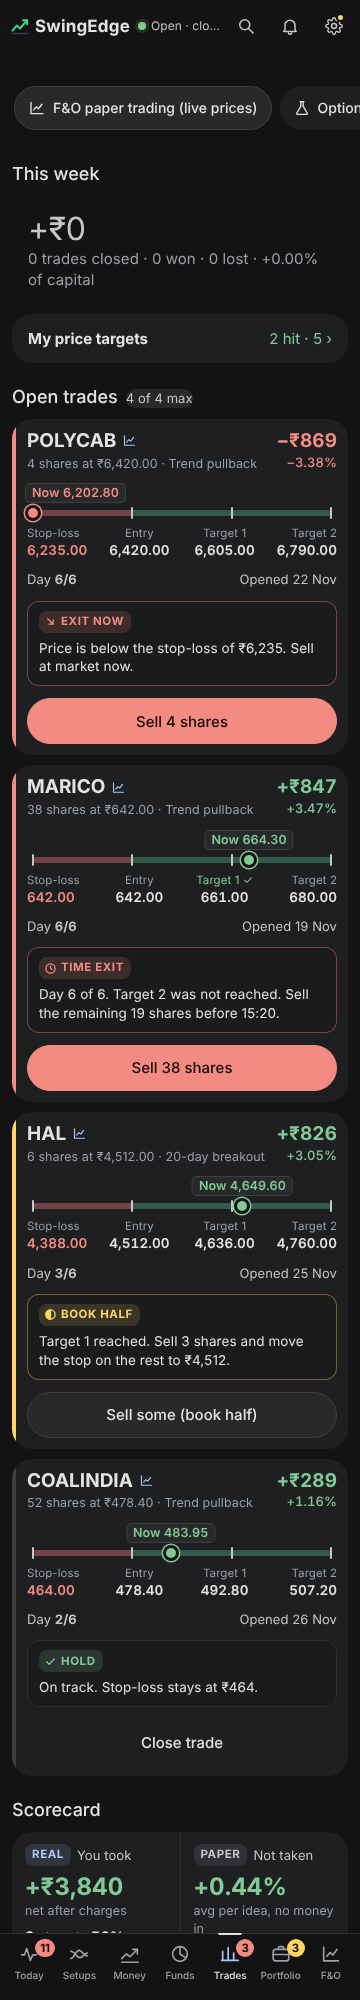 SwingEdge
Open · clo...
F&O paper trading (live prices)
Option
This week
+₹0
0 trades closed · 0 won · 0 lost · +0.00%
of capital
My price targets
2 hit · 5 ›
Open trades
4 of 4 max
POLYCAB
−₹869
4 shares at ₹6,420.00 · Trend pullback
−3.38%
Now 6,202.80
Stop-loss Entry Target 1 Target 2
6,235.00 6,420.00 6,605.00 6,790.00
Day 6/6
Opened 22 Nov
EXIT NOW
Price is below the stop-loss of ₹6,235. Sell
at market now.
Sell 4 shares
MARICO
+₹847
38 shares at ₹642.00 · Trend pullback
+3.47%
Now 664.30
Stop-loss Entry Target 1 ✓ Target 2
642.00 642.00 661.00 680.00
Day 6/6
Opened 19 Nov
TIME EXIT
Day 6 of 6. Target 2 was not reached. Sell
the remaining 19 shares before 15:20.
Sell 38 shares
HAL
+₹826
6 shares at ₹4,512.00 · 20-day breakout
+3.05%
Now 4,649.60
Stop-loss Entry Target 1 Target 2
4,388.00 4,512.00 4,636.00 4,760.00
Day 3/6
Opened 25 Nov
BOOK HALF
Target 1 reached. Sell 3 shares and move
the stop on the rest to ₹4,512.
Sell some (book half)
COALINDIA
+₹289
52 shares at ₹478.40 · Trend pullback
+1.16%
Now 483.95
Stop-loss Entry Target 1 Target 2
464.00 478.40 492.80 507.20
Day 2/6
Opened 26 Nov
HOLD
On track. Stop-loss stays at ₹464.
Close trade
Scorecard
REAL You took
+₹3,840
net after charges
PAPER Not taken
+0.44%
avg per idea, no money
in
11 3 3
Today Setups Money Funds Trades Portfolio F&O